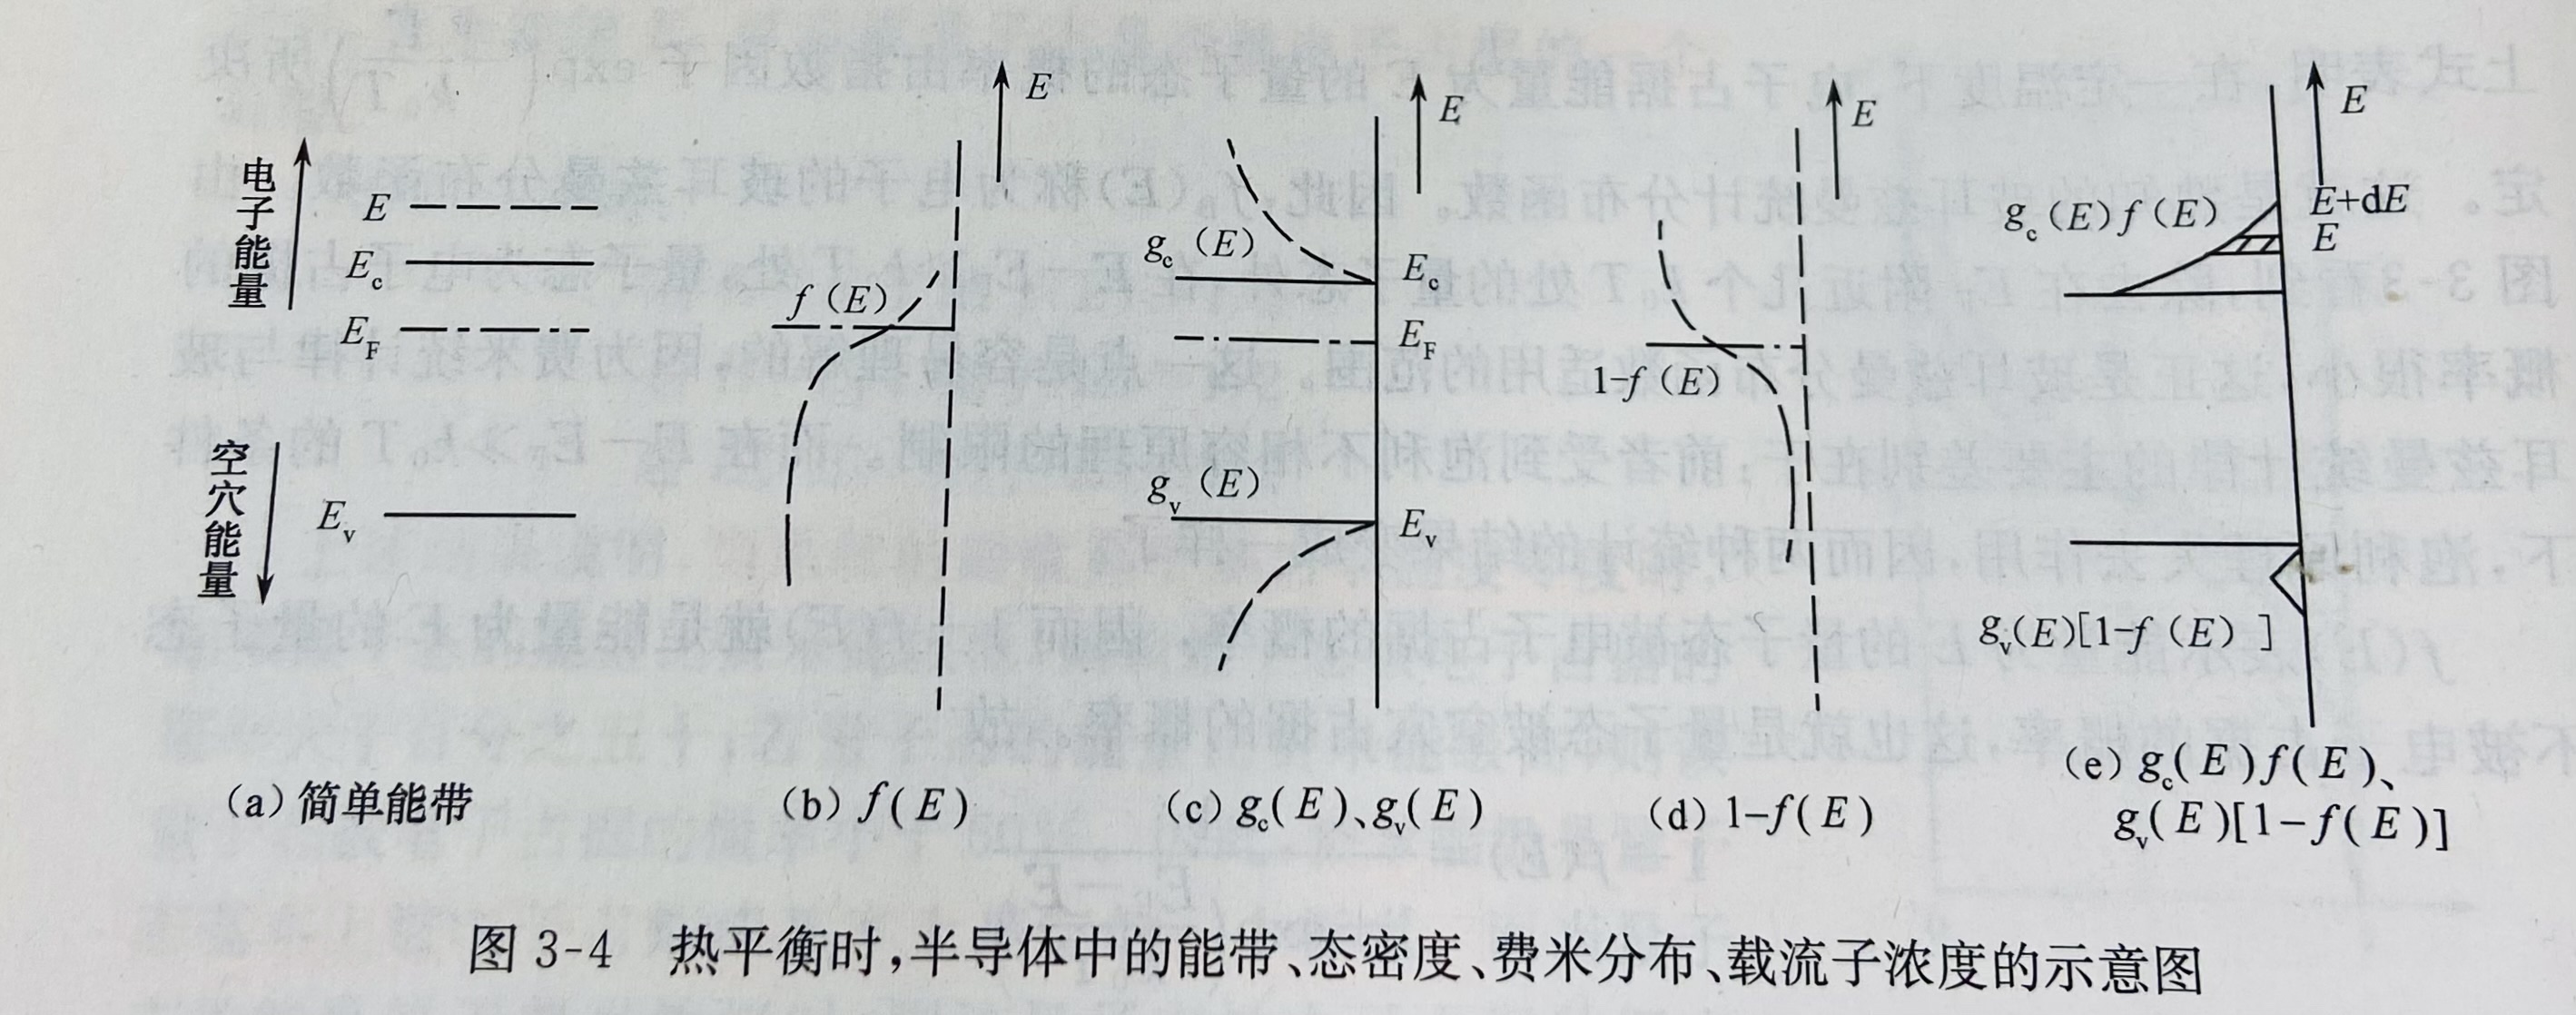 电子能量
E
E_c
E_F
空穴能量
E_v
E
f(E)
E
g_c(E)
E_c
E_F
g_v(E)
E_v
E
1-f(E)
E
g_c(E)f(E)
E+dE
E
g_v(E)[1-f(E)]
(a)简单能带
(b)f(E)
(c)g_c(E)、g_v(E)
(d)1-f(E)
(e)g_c(E)f(E)、
g_v(E)[1-f(E)]
图 3-4 热平衡时,半导体中的能带、态密度、费米分布、载流子浓度的示意图